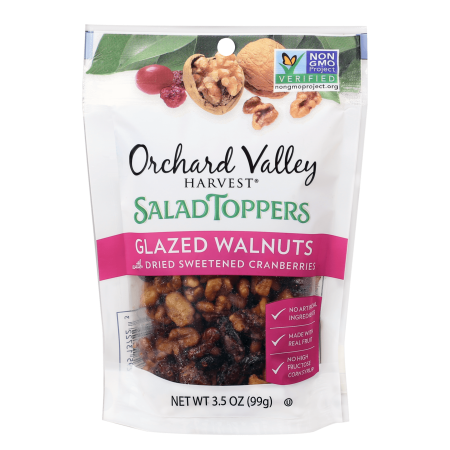 NON
GMO
Project
VERIFIED
nongmoproject.org
Orchard Valley
HARVEST®
SALAD TOPPERS
GLAZED WALNUTS
with DRIED SWEETENED CRANBERRIES
NO ARTIFICIAL
INGREDIENTS
MADE WITH
REAL FRUIT
NO HIGH
FRUCTOSE
CORN SYRUP
NET WT 3.5 OZ (99g)
U